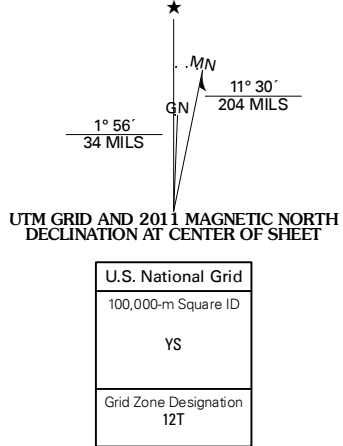 ★
MN
GN
11° 30´
204 MILS
1° 56´
34 MILS
UTM GRID AND 2011 MAGNETIC NORTH
DECLINATION AT CENTER OF SHEET
U.S. National Grid
100,000-m Square ID
YS
Grid Zone Designation
12T